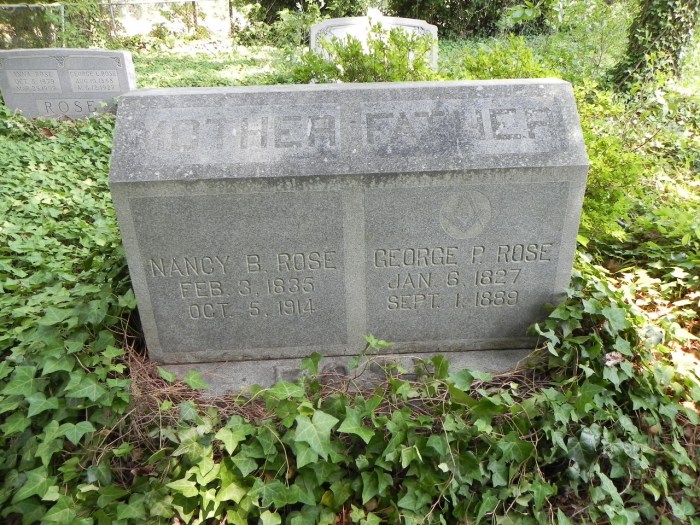 MOTHER FATHER
NANCY B. ROSE
FEB. 3, 1835
OCT. 5, 1914
GEORGE P. ROSE
JAN. 6, 1827
SEPT. 1, 1889
ROSE